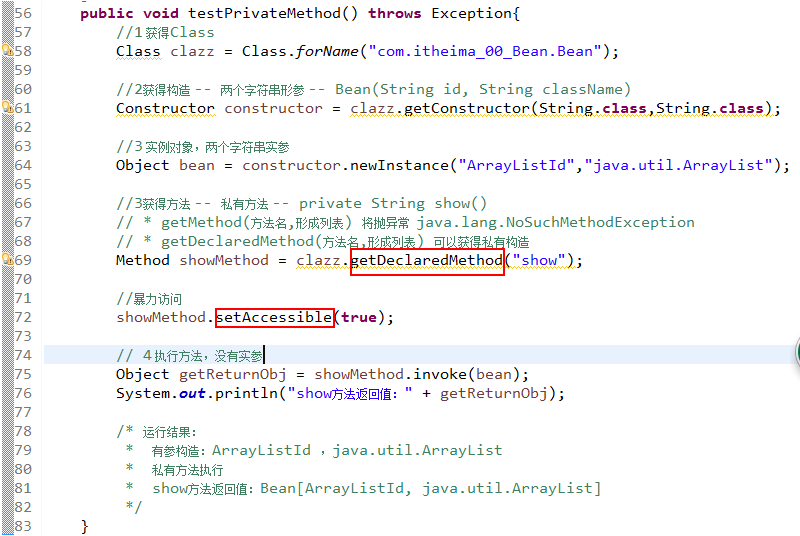 56 public void testPrivateMethod() throws Exception{
57 //1获得Class
58 Class clazz = Class.forName("com.itheima_00_Bean.Bean");
59
60 //2获得构造 -- 两个字符串形参 -- Bean(String id, String className)
61 Constructor constructor = clazz.getConstructor(String.class,String.class);
62
63 //3实例对象，两个字符串实参
64 Object bean = constructor.newInstance("ArrayListId","java.util.ArrayList");
65
66 //3获得方法 -- 私有方法 -- private String show()
67 // * getMethod(方法名,形成列表) 将抛异常 java.lang.NoSuchMethodException
68 // * getDeclaredMethod(方法名,形成列表) 可以获得私有构造
69 Method showMethod = clazz.getDeclaredMethod("show");
70
71 //暴力访问
72 showMethod.setAccessible(true);
73
74 // 4执行方法，没有实参
75 Object getReturnObj = showMethod.invoke(bean);
76 System.out.println("show方法返回值：" + getReturnObj);
77
78 /* 运行结果：
79 * 有参构造：ArrayListId ，java.util.ArrayList
80 * 私有方法执行
81 * show方法返回值：Bean[ArrayListId, java.util.ArrayList]
82 */
83 }